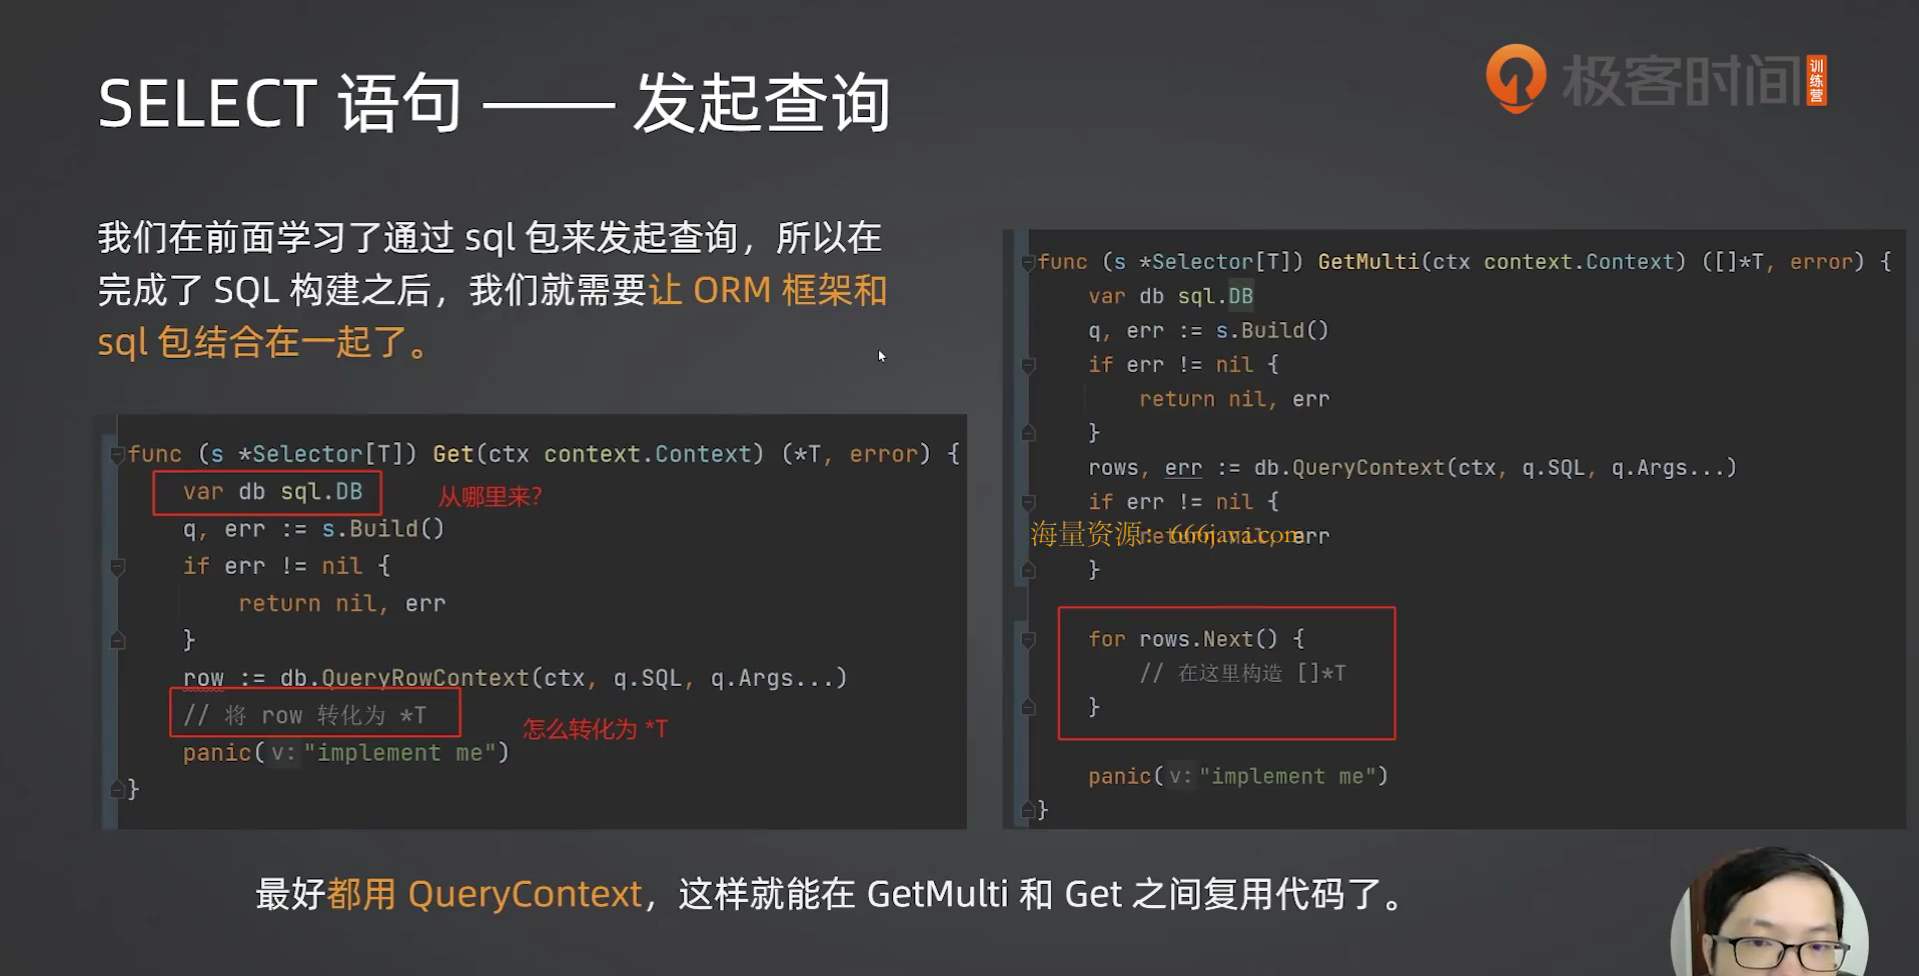 SELECT 语句 —— 发起查询
极客时间 训练营
我们在前面学习了通过 sql 包来发起查询，所以在
完成了 SQL 构建之后，我们就需要让 ORM 框架和
sql 包结合在一起了。
func (s *Selector[T]) Get(ctx context.Context) (*T, error) {
var db sql.DB 从哪里来？
q, err := s.Build()
if err != nil {
return nil, err
}
row := db.QueryRowContext(ctx, q.SQL, q.Args...)
// 将 row 转化为 *T 怎么转化为 *T
panic( v: "implement me")
}
func (s *Selector[T]) GetMulti(ctx context.Context) ([]*T, error) {
var db sql.DB
q, err := s.Build()
if err != nil {
return nil, err
}
rows, err := db.QueryContext(ctx, q.SQL, q.Args...)
if err != nil {
return nil, err
海量资源：666java.com
}
for rows.Next() {
// 在这里构造 []*T
}
panic( v: "implement me")
}
最好都用 QueryContext，这样就能在 GetMulti 和 Get 之间复用代码了。